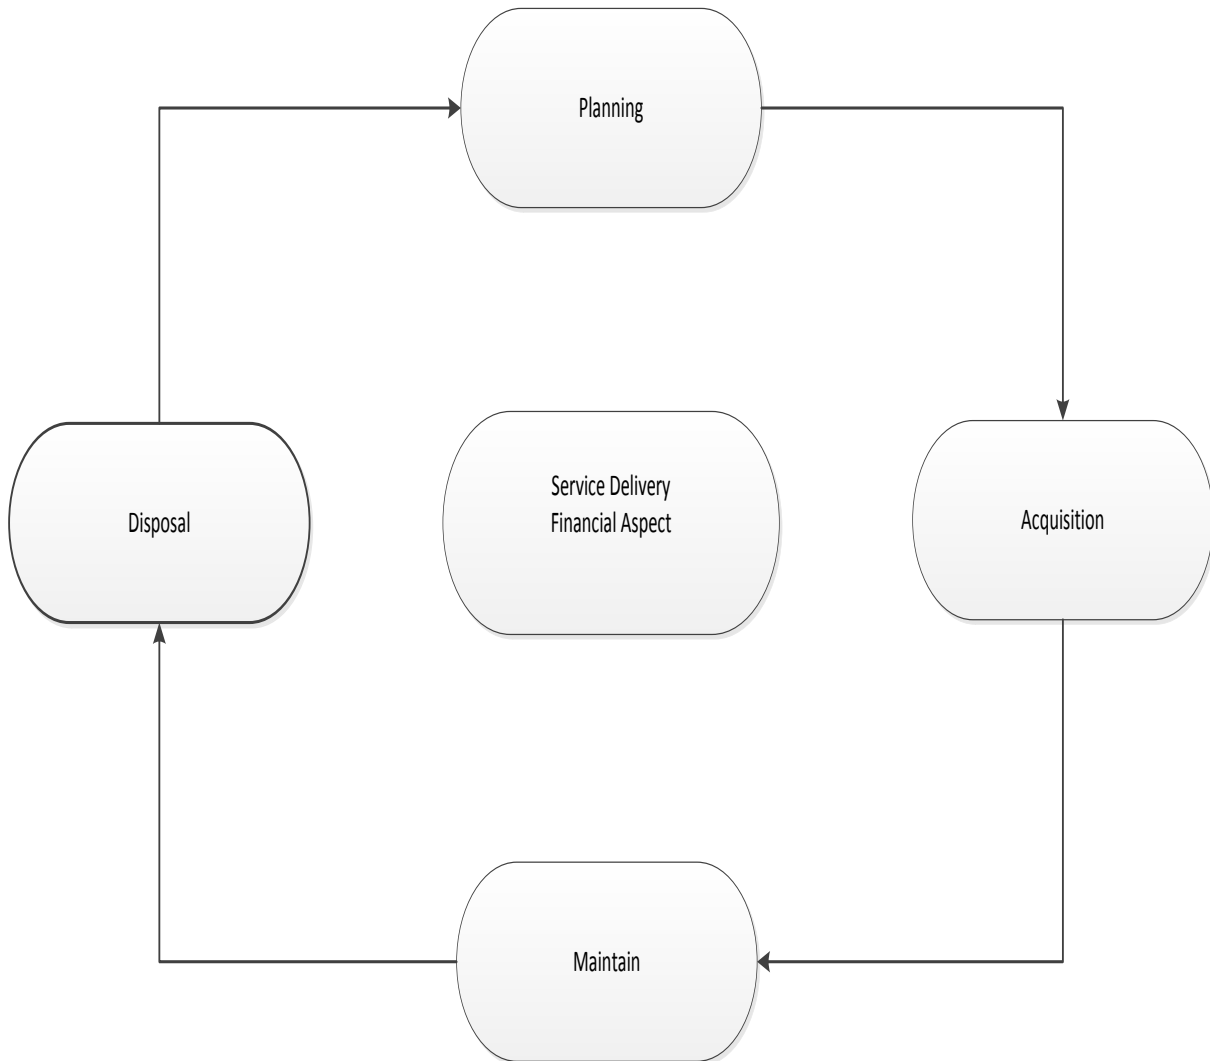 Planning
Service Delivery
Financial Aspect
Disposal
Acquisition
Maintain